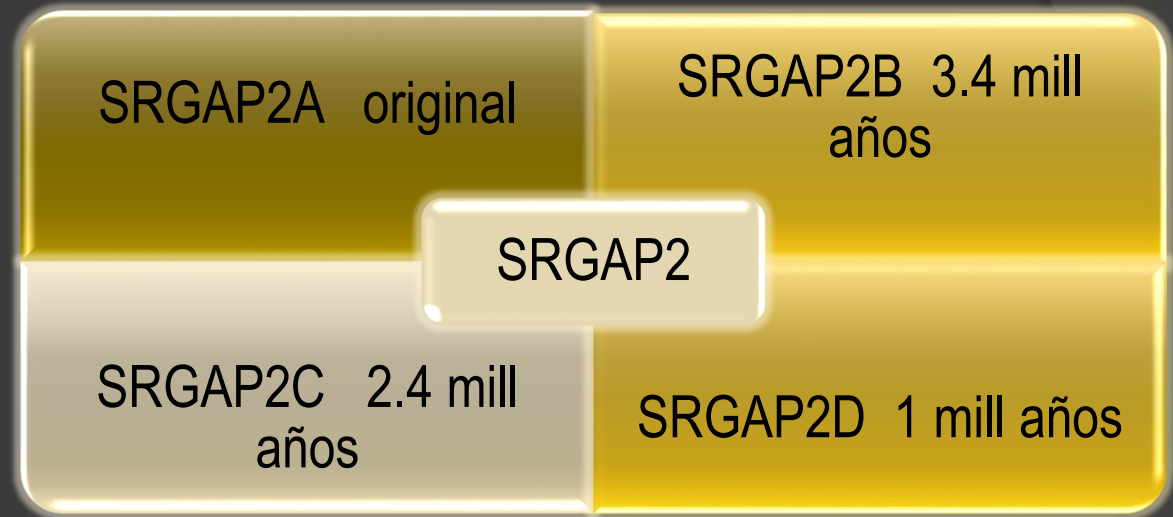 SRGAP2A original
SRGAP2B 3.4 mill
años
SRGAP2
SRGAP2C 2.4 mill
años
SRGAP2D 1 mill años